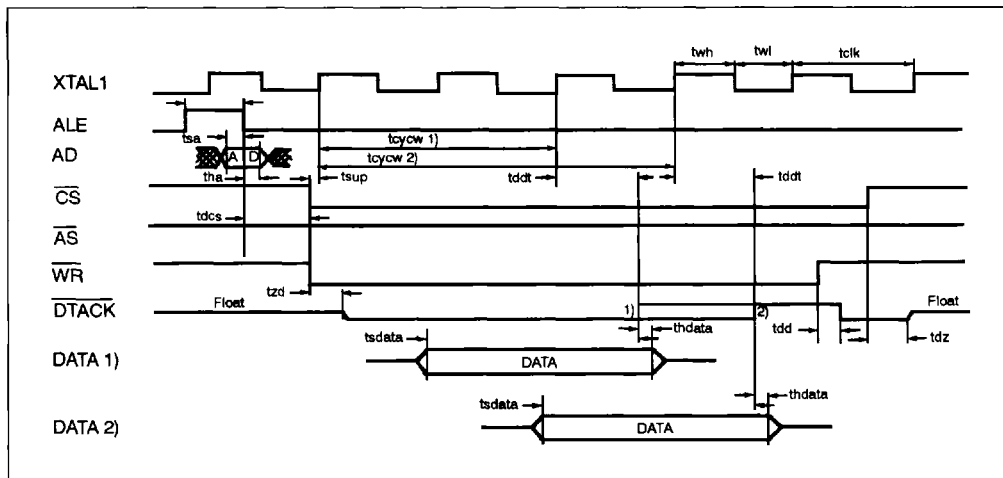 twh twl tclk
XTAL1
ALE
tsa
tcycw 1)
AD A D
tcycw 2)
tha tsup tddt tddt
CS
tdcs
AS
WR
tzd
Float 1) 2) Float
DTACK
tsdata thdata tdd tdz
DATA 1) DATA
tsdata thdata
DATA 2) DATA